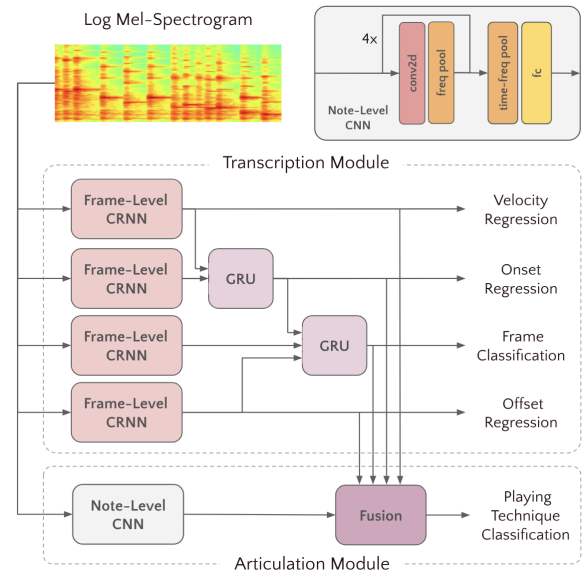 Log Mel-Spectrogram
4x
conv2d
freq pool
time-freq pool
fc
Note-Level
CNN
Transcription Module
Frame-Level
CRNN
Velocity
Regression
Frame-Level
CRNN
GRU
Onset
Regression
Frame-Level
CRNN
GRU
Frame
Classification
Frame-Level
CRNN
Offset
Regression
Note-Level
CNN
Fusion
Playing
Technique
Classification
Articulation Module